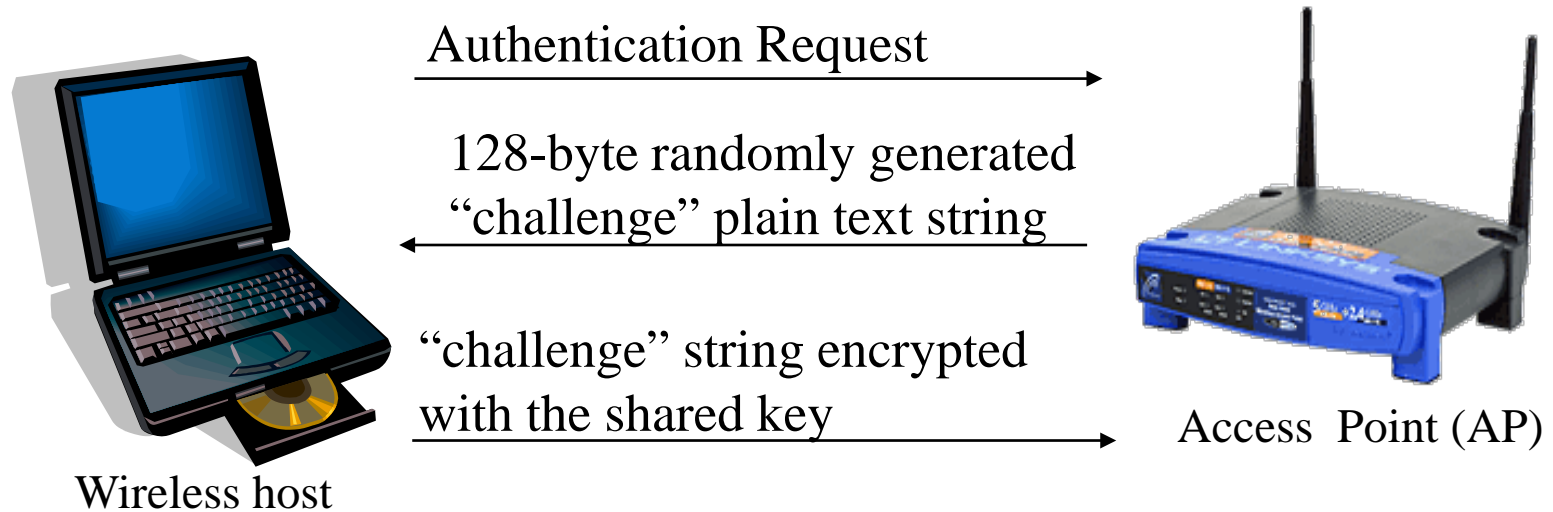 Authentication Request
128-byte randomly generated
“challenge” plain text string
“challenge” string encrypted
with the shared key
Access Point (AP)
Wireless host
LINKSYS